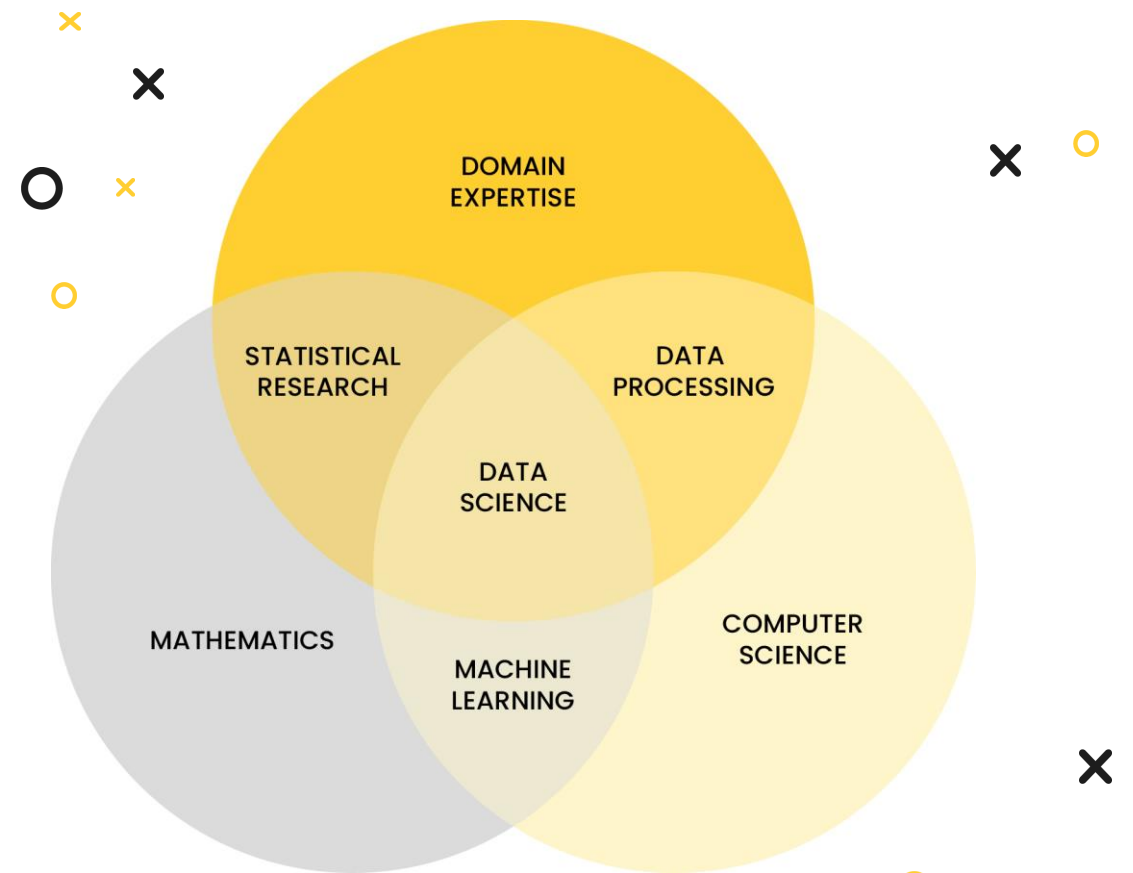 DOMAIN
EXPERTISE
STATISTICAL
RESEARCH
DATA
PROCESSING
DATA
SCIENCE
MATHEMATICS
COMPUTER
SCIENCE
MACHINE
LEARNING